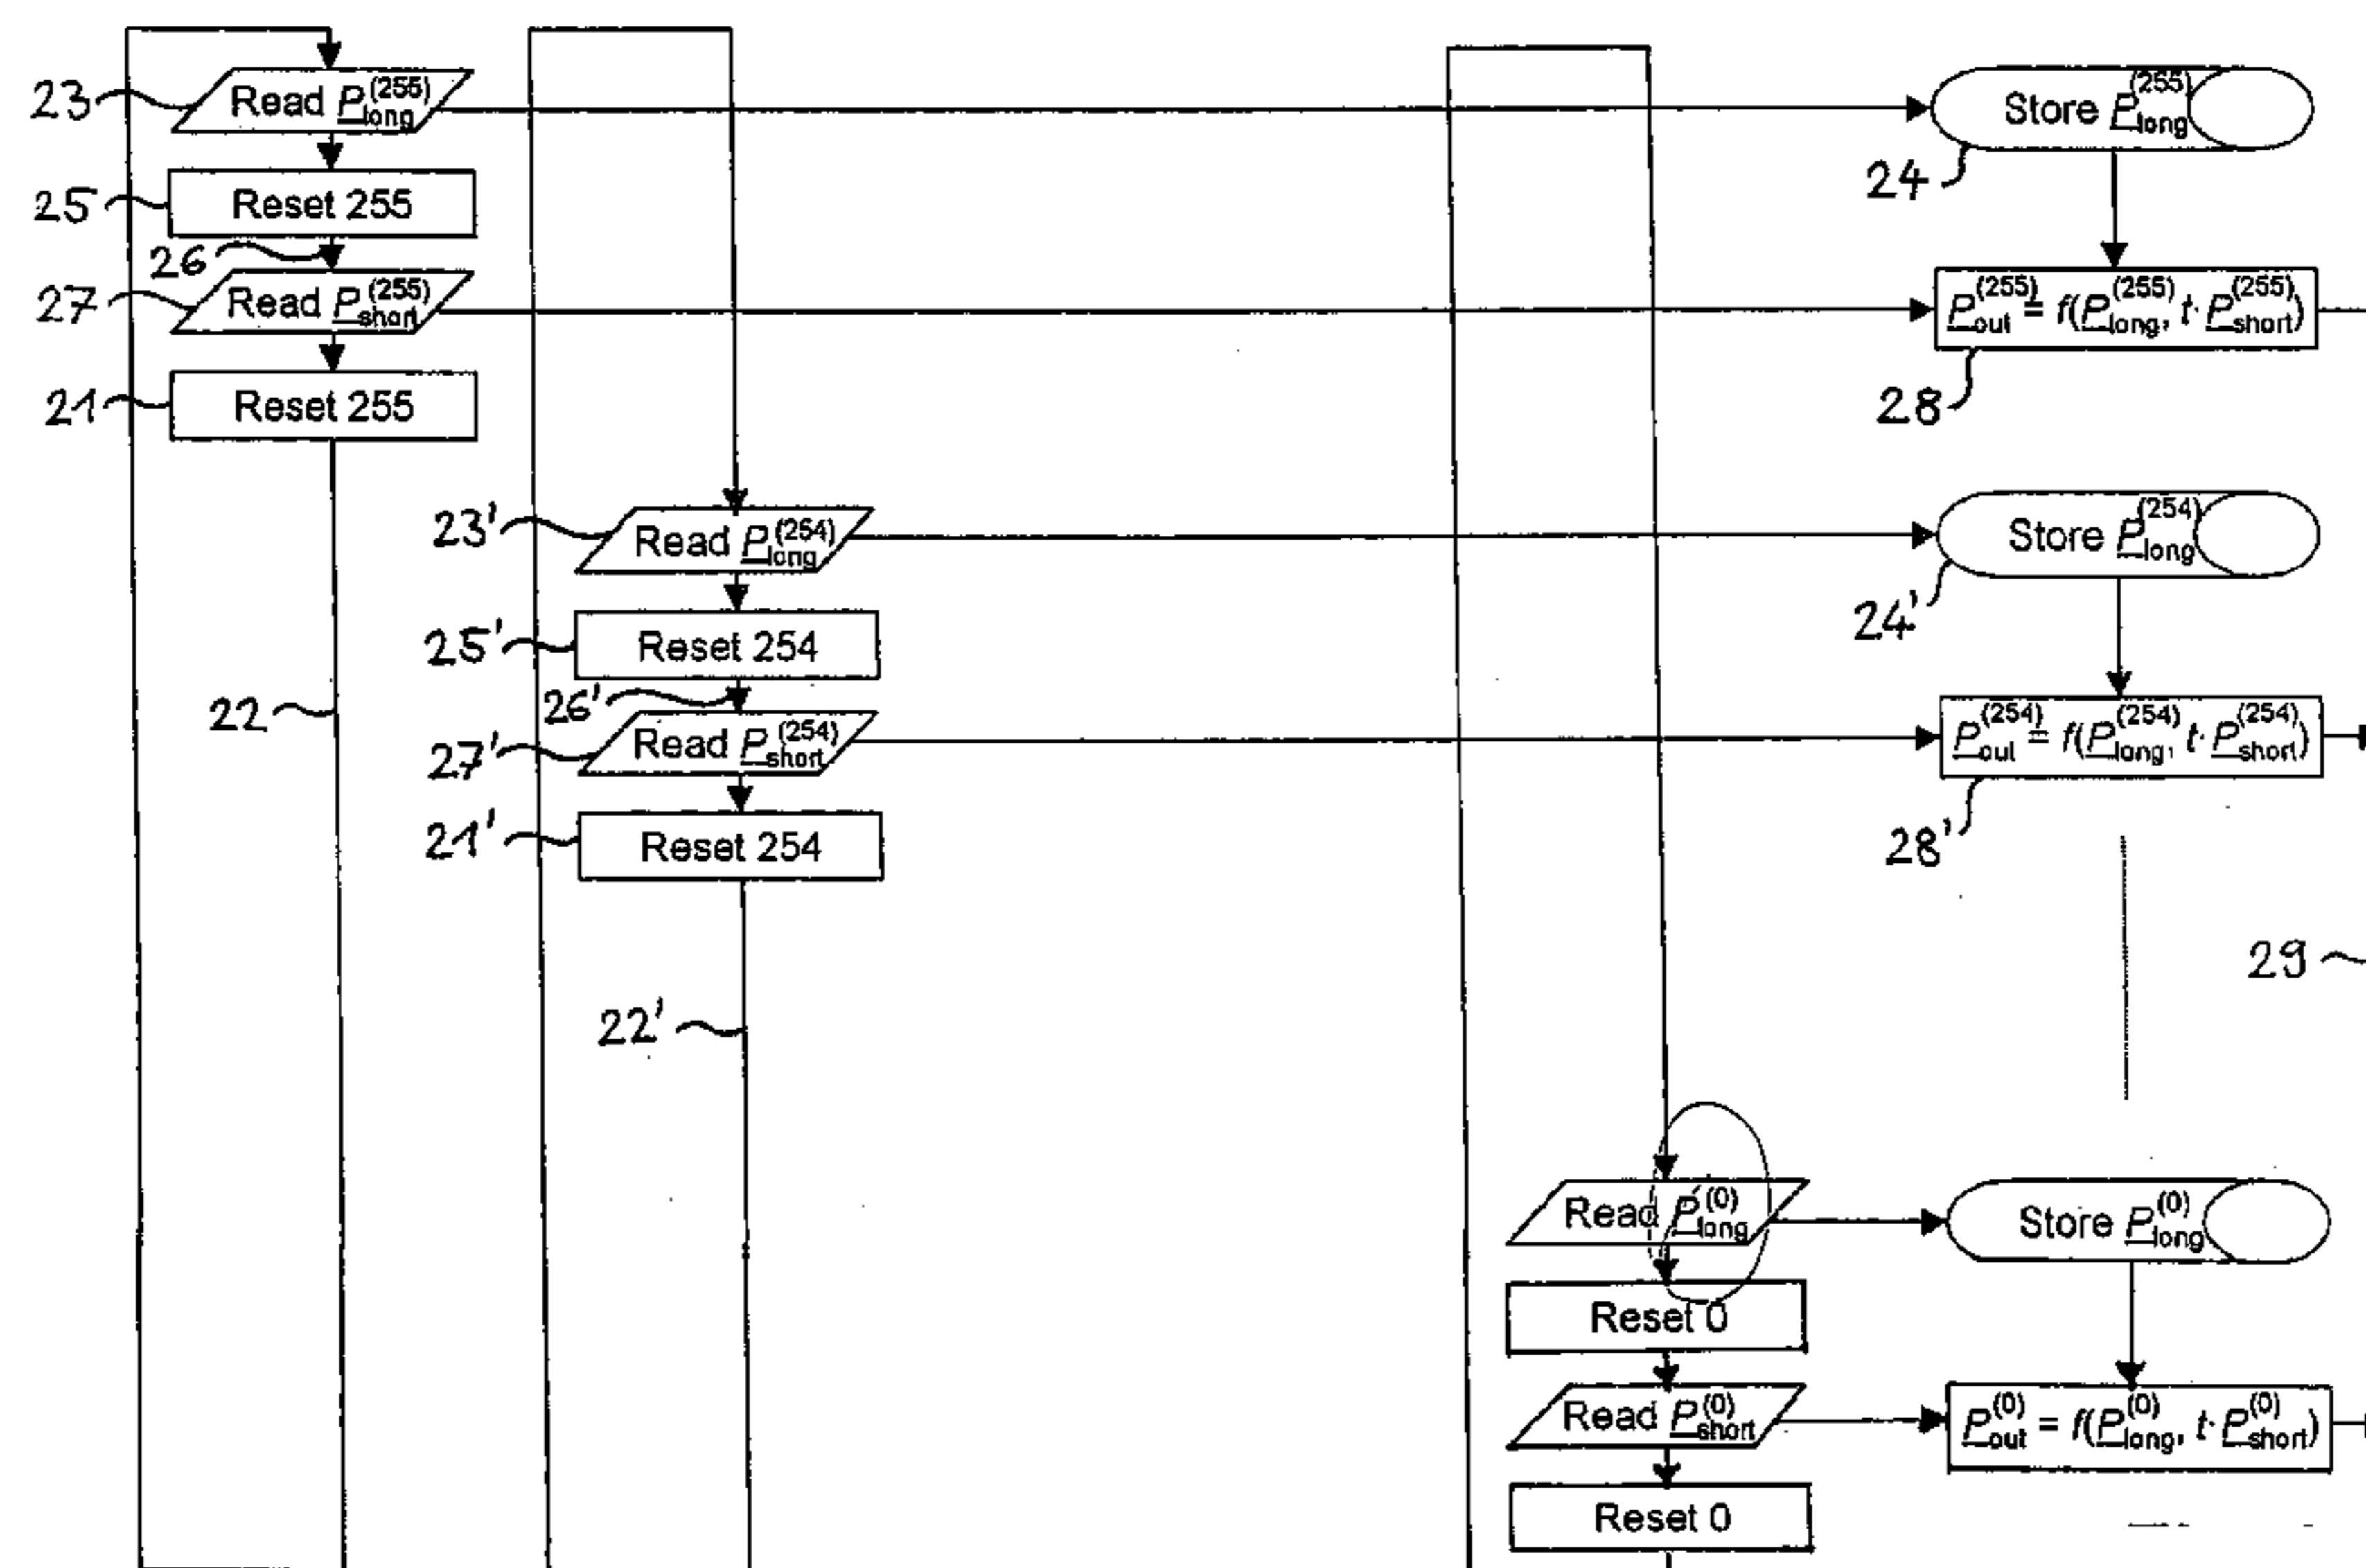 23 Read P_long^(255) Store P_long^(255)
24
25 Reset 255
26
27 Read P_short^(255) P_out^(255) = f(P_long^(255), t· P_short^(255))
21 Reset 255 28
23' Read P_long^(254) Store P_long^(254)
24'
25' Reset 254
22 26'
27' Read P_short^(254) P_out^(254) = f(P_long^(254), t· P_short^(254))
21' Reset 254 28'
29
22'
Read P_long^(0) Store P_long^(0)
Reset 0
Read P_short^(0) P_out^(0) = f(P_long^(0), t· P_short^(0))
Reset 0